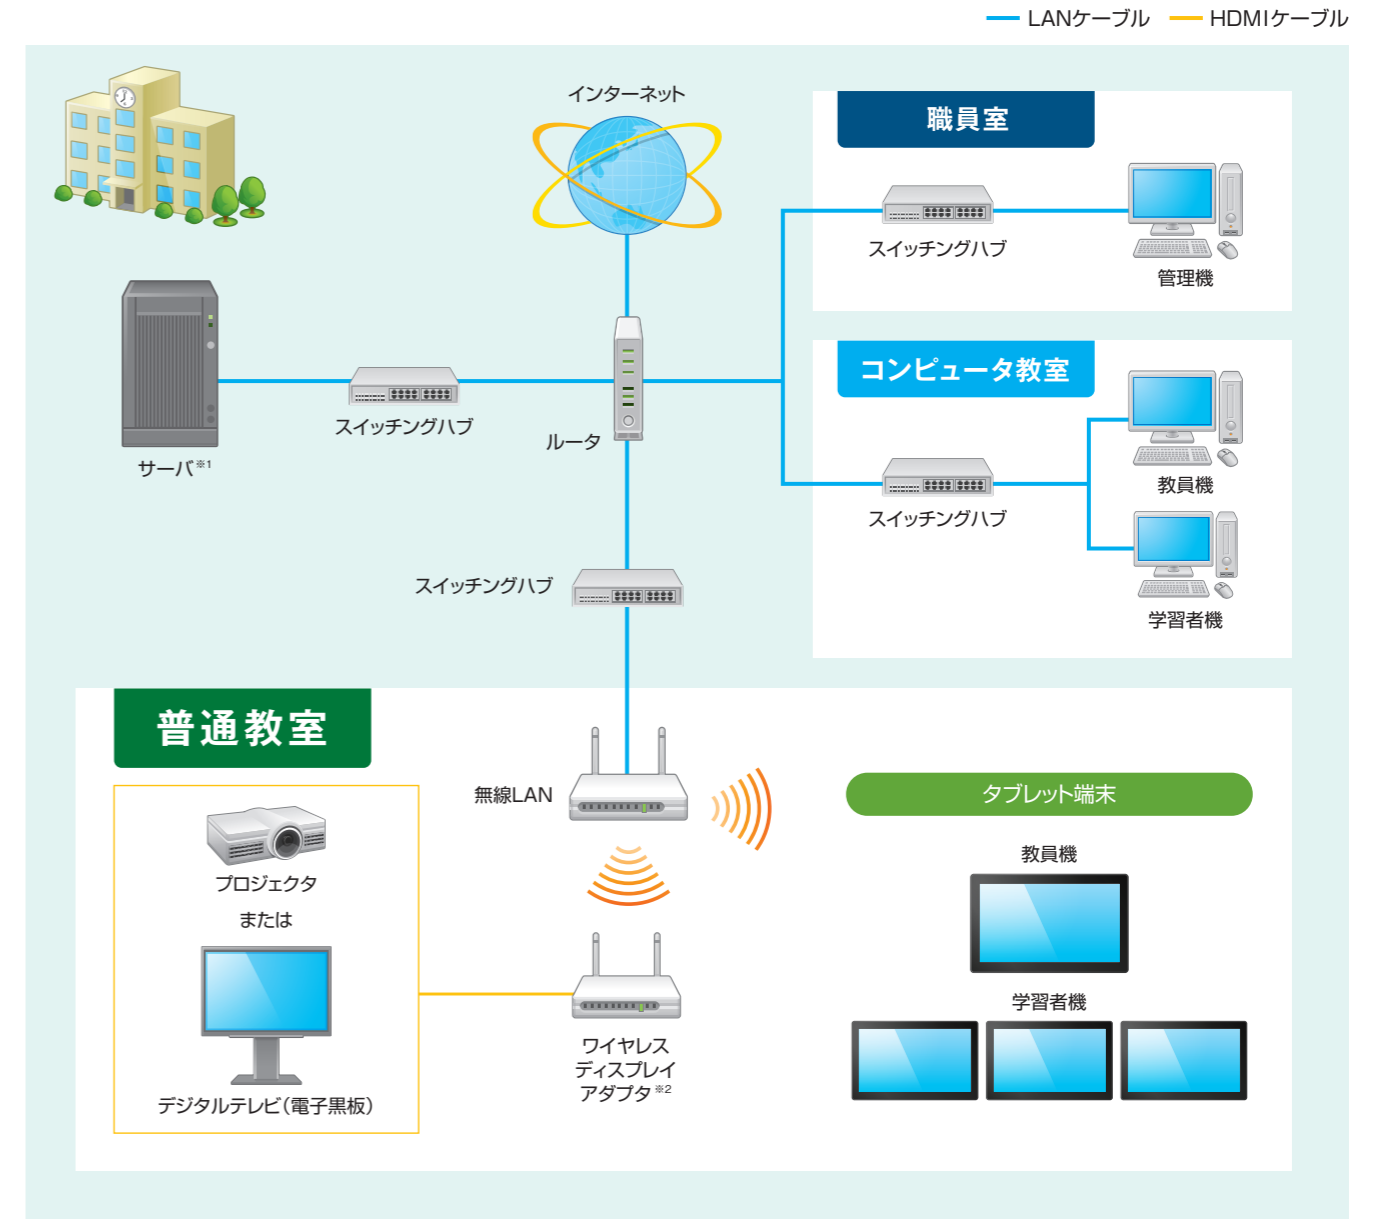 LANケーブル
HDMIケーブル
インターネット
職員室
スイッチングハブ
管理機
コンピュータ教室
教員機
スイッチングハブ
学習者機
サーバ※1
スイッチングハブ
ルータ
スイッチングハブ
普通教室
無線LAN
プロジェクタ
または
デジタルテレビ(電子黒板)
ワイヤレス
ディスプレイ
アダプタ※2
タブレット端末
教員機
学習者機